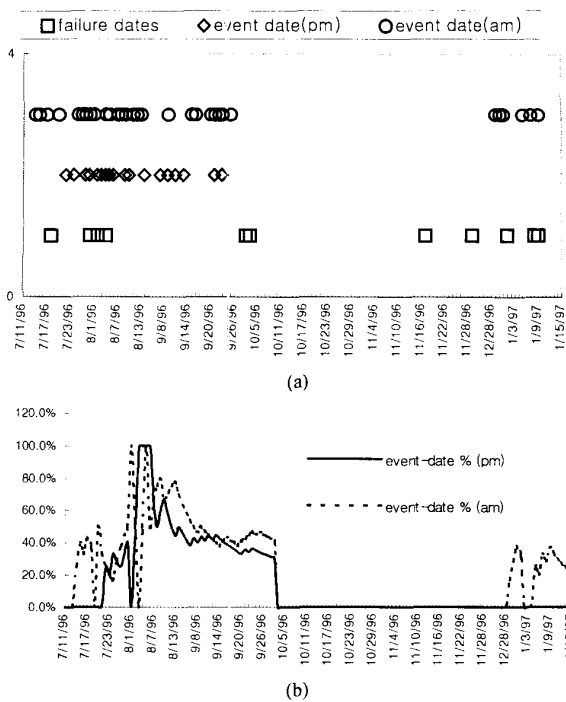 failure dates event date(pm) event date(am)
4
0
7/11/96 7/17/96 7/23/96 8/1/96 8/7/96 8/13/96 9/8/96 9/14/96 9/20/96 9/26/96 10/5/96 10/11/96 10/17/96 10/23/96 10/29/96 11/4/96 11/10/96 11/16/96 11/22/96 11/28/96 12/28/96 1/3/97 1/9/97 1/15/97
(a)
120.0%
100.0%
80.0%
60.0%
40.0%
20.0%
0.0%
event-date % (pm)
event-date % (am)
7/11/96 7/17/96 7/23/96 8/1/96 8/7/96 8/13/96 9/8/96 9/14/96 9/20/96 9/26/96 10/5/96 10/11/96 10/17/96 10/23/96 10/29/96 11/4/96 11/10/96 11/16/96 11/22/96 11/28/96 12/28/96 1/3/97 1/9/97
(b)